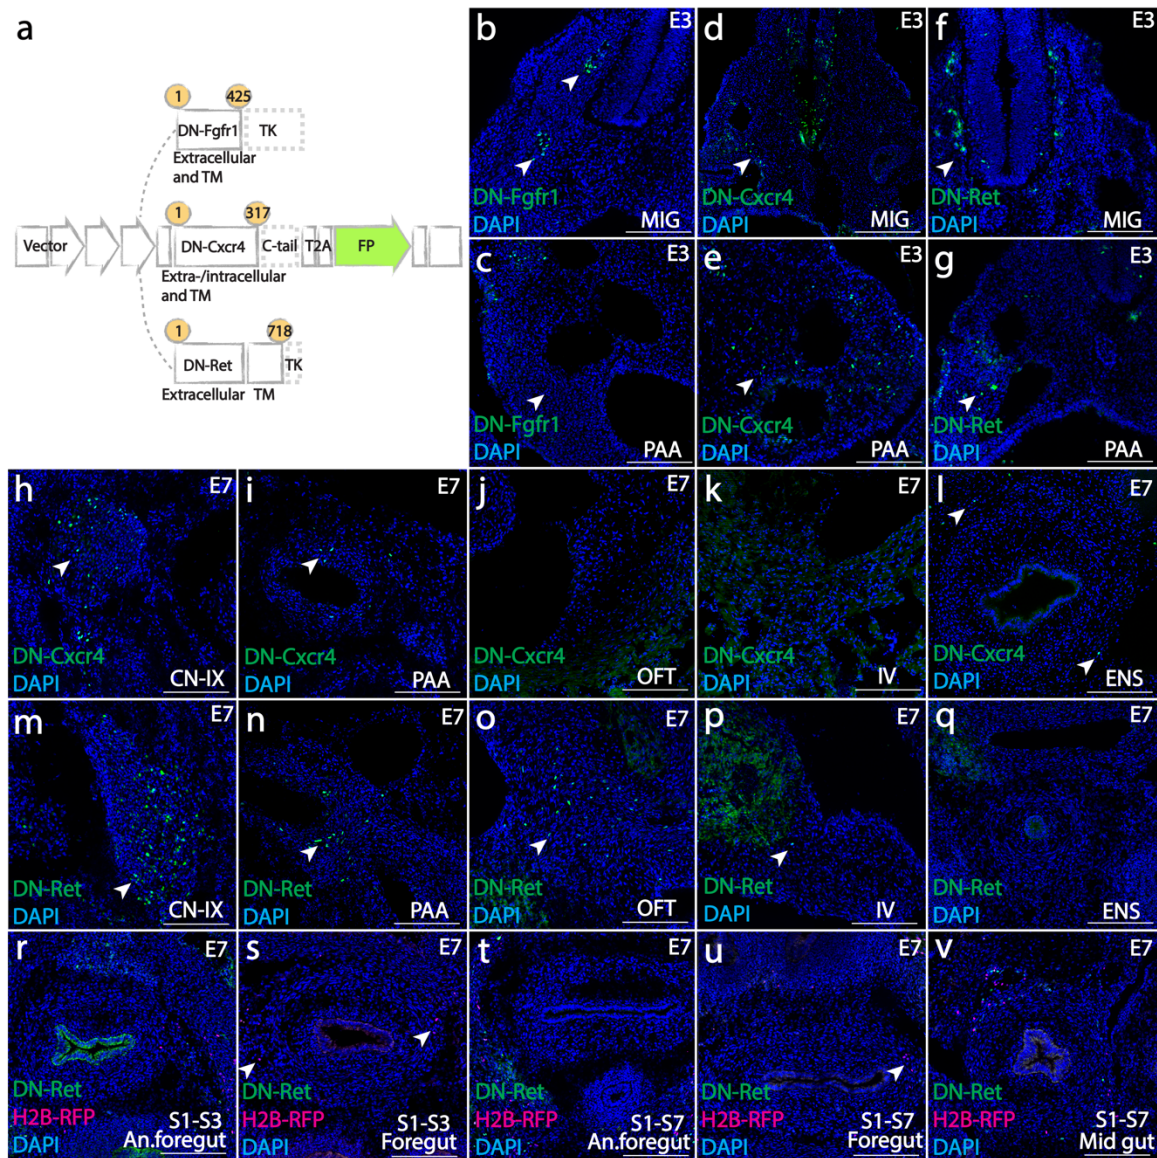 a
1
425
DN-Fgfr1
TK
Extracellular
and TM
1
317
Vector
DN-Cxcr4
C-tail
T2A
FP
Extra-/intracellular
and TM
1
718
DN-Ret
TK
Extracellular
TM
b
E3
DN-Fgfr1
DAPI
MIG
d
E3
DN-Cxcr4
DAPI
MIG
f
E3
DN-Ret
DAPI
MIG
c
E3
DN-Fgfr1
DAPI
PAA
e
E3
DN-Cxcr4
DAPI
PAA
g
E3
DN-Ret
DAPI
PAA
h
E7
DN-Cxcr4
DAPI
CN-IX
i
E7
DN-Cxcr4
DAPI
PAA
j
E7
DN-Cxcr4
DAPI
OFT
k
E7
DN-Cxcr4
DAPI
IV
l
E7
DN-Cxcr4
DAPI
ENS
m
E7
DN-Ret
DAPI
CN-IX
n
E7
DN-Ret
DAPI
PAA
o
E7
DN-Ret
DAPI
OFT
p
E7
DN-Ret
DAPI
IV
q
E7
DN-Ret
DAPI
ENS
r
E7
DN-Ret
H2B-RFP
DAPI
S1-S3
An.foregut
s
E7
DN-Ret
H2B-RFP
DAPI
S1-S3
Foregut
t
E7
DN-Ret
H2B-RFP
DAPI
S1-S7
An.foregut
u
E7
DN-Ret
H2B-RFP
DAPI
S1-S7
Foregut
v
E7
DN-Ret
H2B-RFP
DAPI
S1-S7
Mid gut